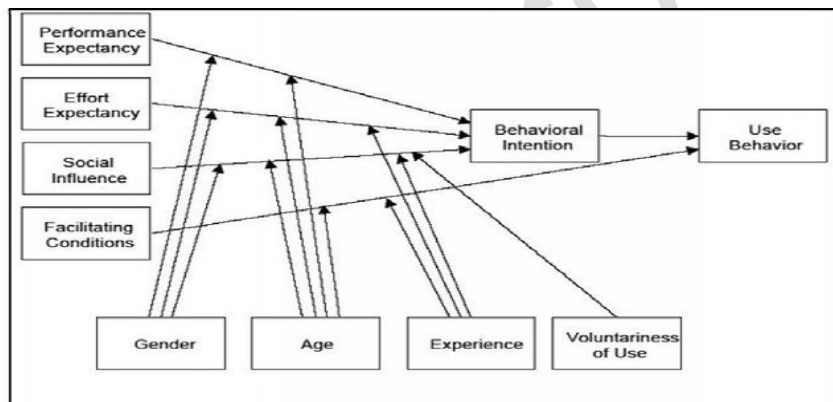 Performance
Expectancy
Effort
Expectancy
Social
Influence
Facilitating
Conditions
Behavioral
Intention
Use
Behavior
Gender
Age
Experience
Voluntariness
of Use